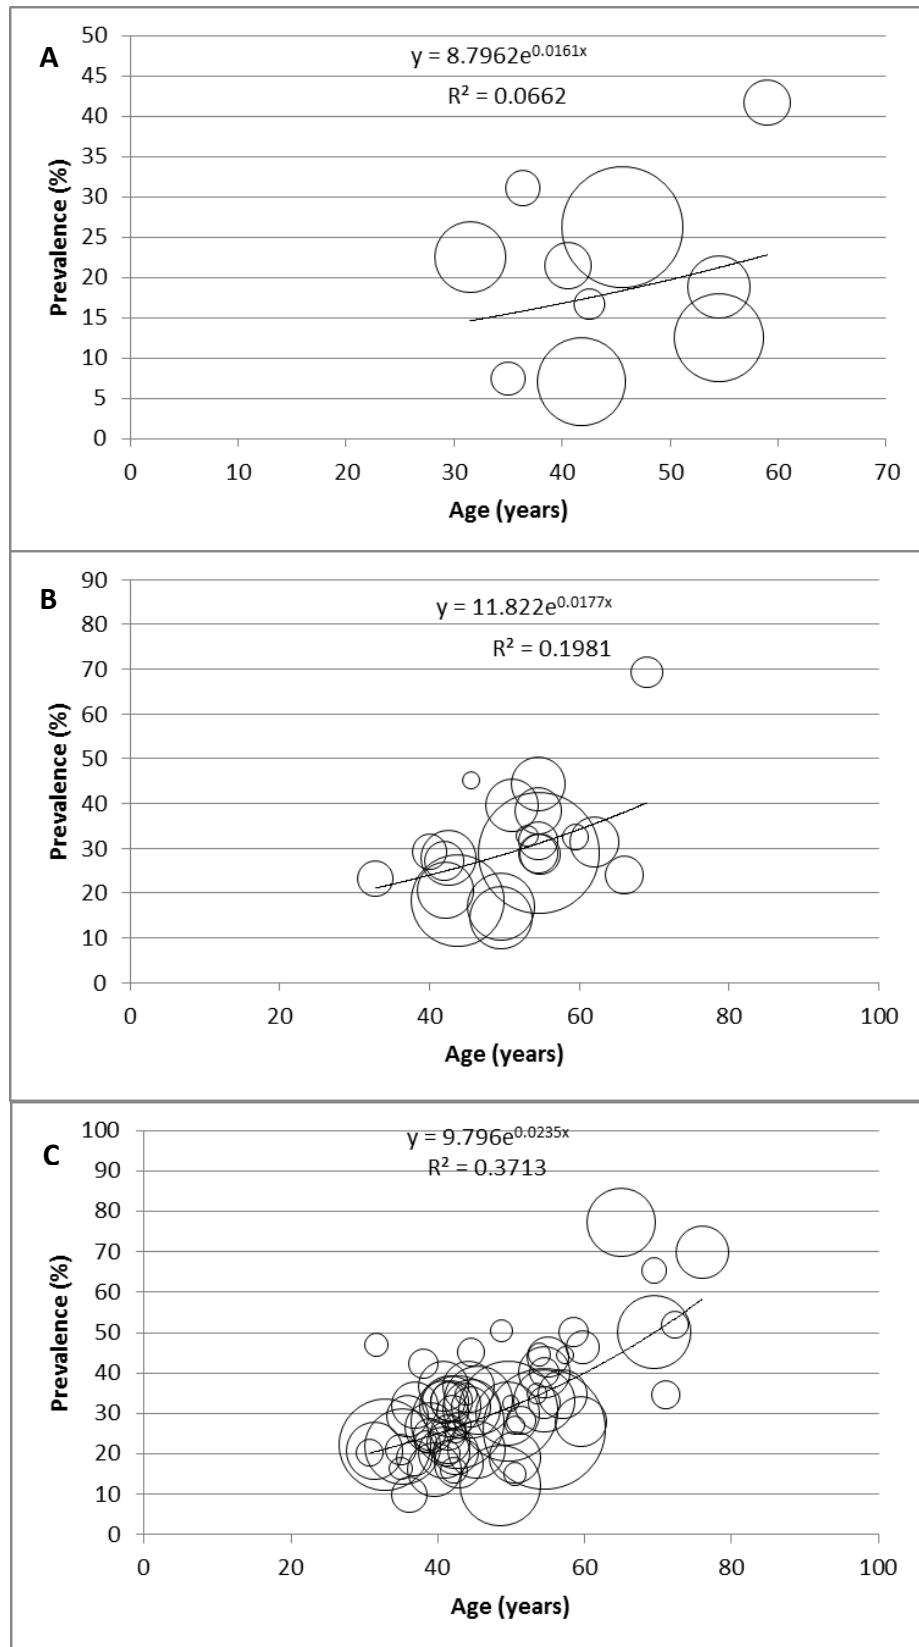 A
y = 8.7962e^0.0161x
R² = 0.0662
50
45
40
35
30
25
20
15
10
5
0
Prevalence (%)
0 10 20 30 40 50 60 70
Age (years)
B
y = 11.822e^0.0177x
R² = 0.1981
90
80
70
60
50
40
30
20
10
0
Prevalence (%)
0 20 40 60 80 100
Age (years)
C
y = 9.796e^0.0235x
R² = 0.3713
100
90
80
70
60
50
40
30
20
10
0
Prevalence (%)
0 20 40 60 80 100
Age (years)